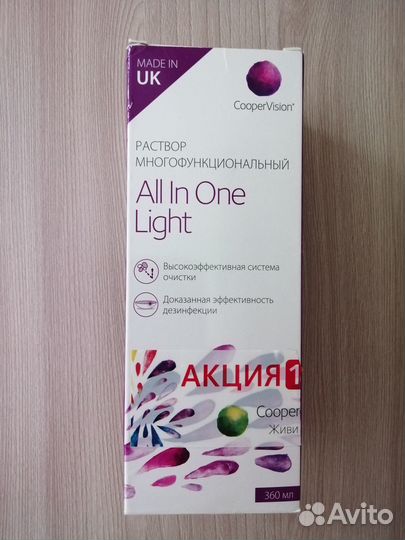 MADE IN
UK
CooperVision®
РАСТВОР
МНОГОФУНКЦИОНАЛЬНЫЙ
All In One
Light
Высокоэффективная система
очистки
Доказанная эффективность
дезинфекции
АКЦИЯ 1
Cooper
Живи
360 мл
Avito